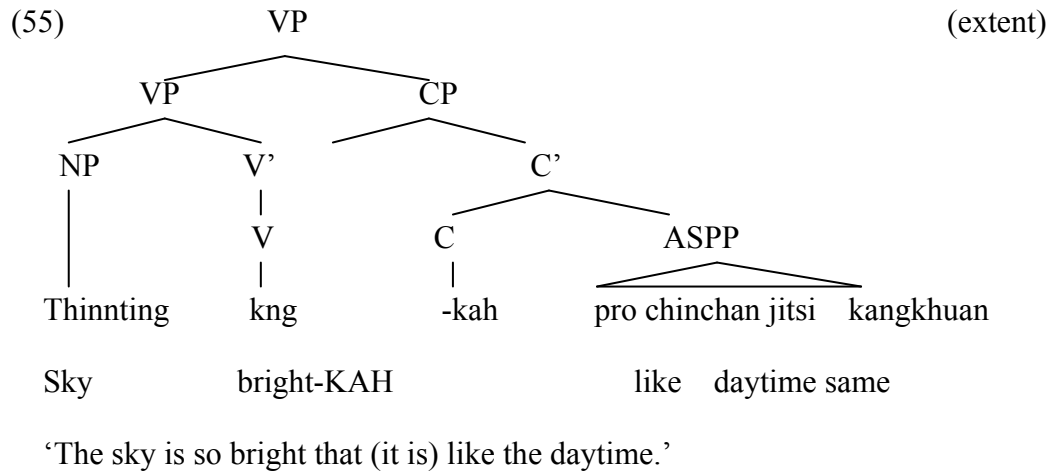 (55) VP (extent)
VP CP
NP V’ C’
V C ASPP
Thinnting kng -kah pro chinchan jitsi kangkhuan
Sky bright-KAH like daytime same
‘The sky is so bright that (it is) like the daytime.’